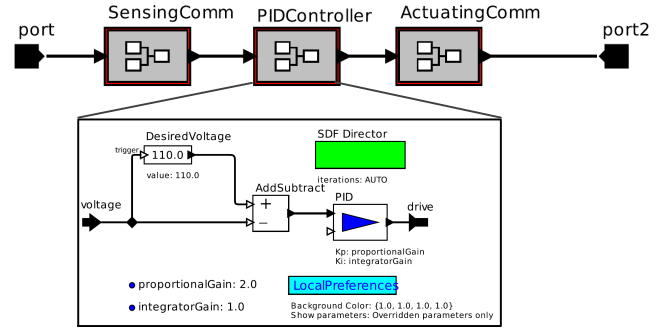 port
SensingComm
PIDController
ActuatingComm
port2
DesiredVoltage
trigger
110.0
value: 110.0
SDF Director
iterations: AUTO
voltage
AddSubtract
+
−
PID
drive
Kp: proportionalGain
Ki: integratorGain
proportionalGain: 2.0
integratorGain: 1.0
LocalPreferences
Background Color: {1.0, 1.0, 1.0, 1.0}
Show parameters: Overridden parameters only